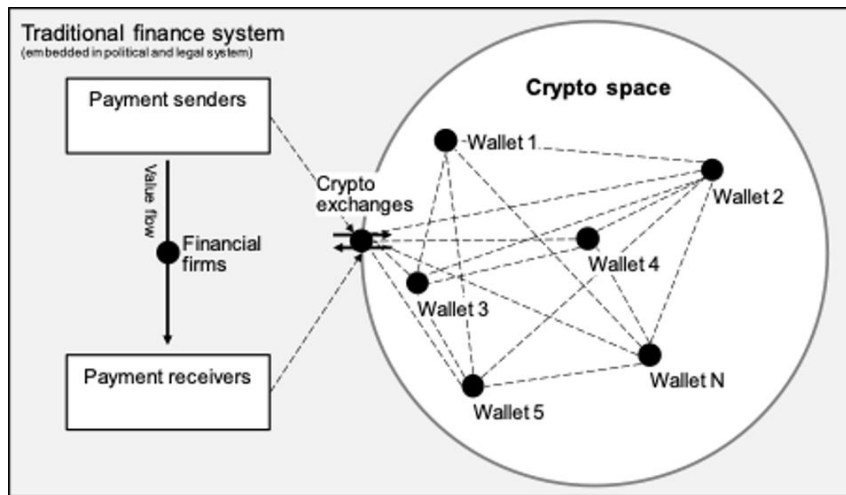 Traditional finance system
(embedded in political and legal system)
Payment senders
Value flow
Financial
firms
Payment receivers
Crypto
exchanges
Crypto space
Wallet 1
Wallet 2
Wallet 4
Wallet 3
Wallet N
Wallet 5